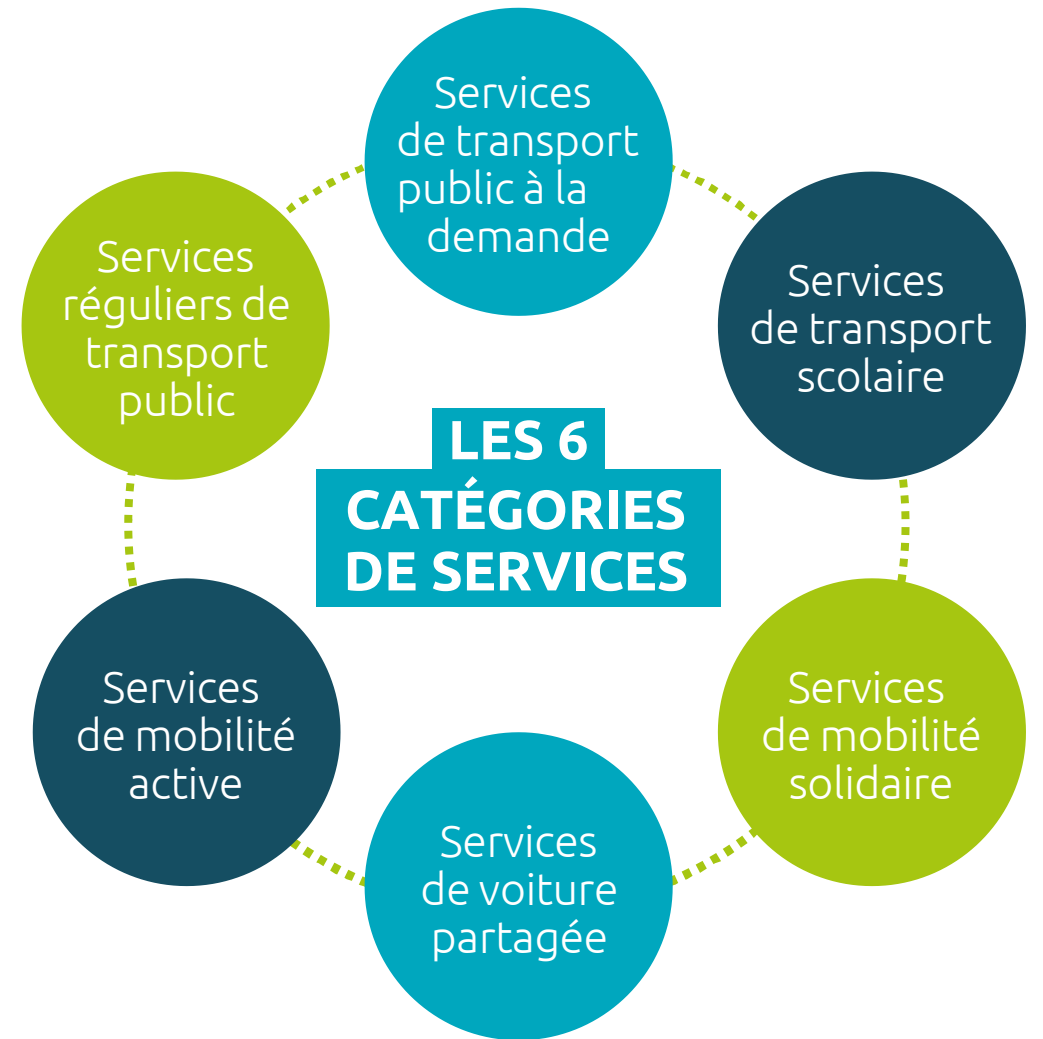 Services
de transport
public à la
demande
Services
réguliers de
transport
public
Services
de transport
scolaire
LES 6
CATÉGORIES
DE SERVICES
Services
de mobilité
active
Services
de mobilité
solidaire
Services
de voiture
partagée